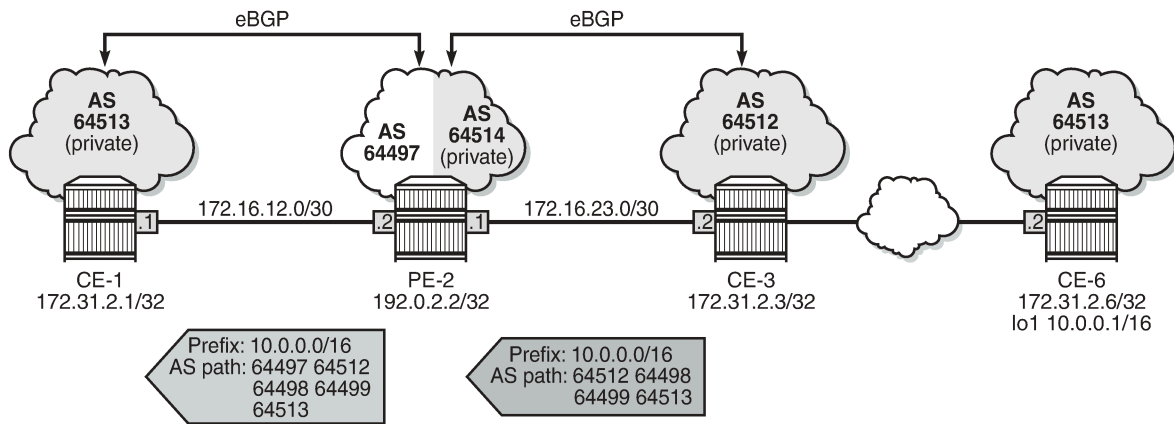 eBGP
eBGP
AS
64513
(private)
AS
64497
AS
64514
(private)
AS
64512
(private)
AS
64513
(private)
172.16.12.0/30
172.16.23.0/30
.1
.2
.1
.2
.2
CE-1
172.31.2.1/32
PE-2
192.0.2.2/32
CE-3
172.31.2.3/32
CE-6
172.31.2.6/32
lo1 10.0.0.1/16
Prefix: 10.0.0.0/16
AS path: 64497 64512
64498 64499
64513
Prefix: 10.0.0.0/16
AS path: 64512 64498
64499 64513